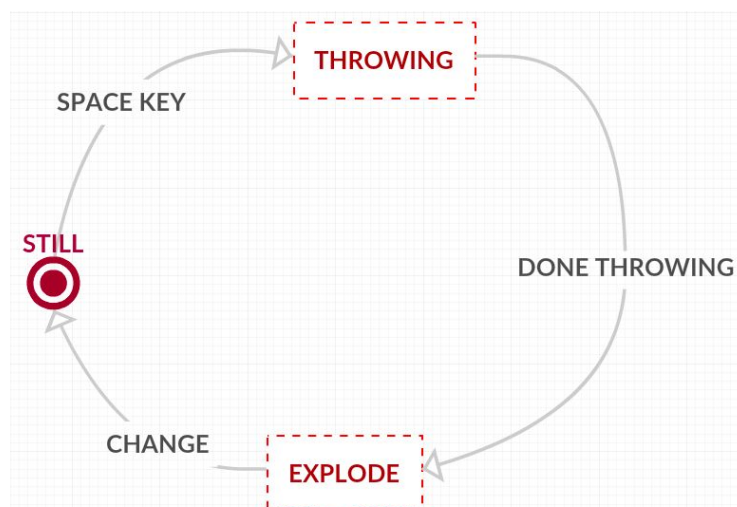 THROWING
SPACE KEY
STILL
DONE THROWING
CHANGE
EXPLODE